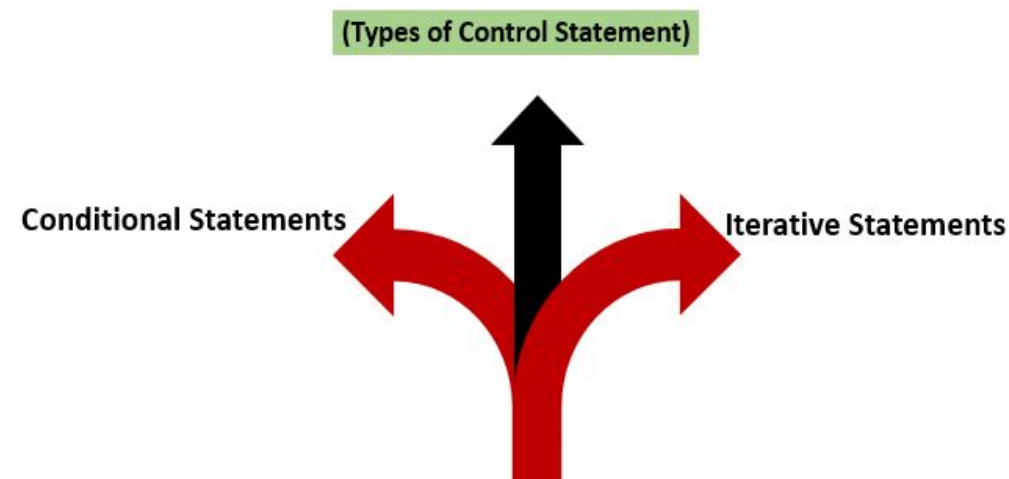 (Types of Control Statement)
Conditional Statements
Iterative Statements